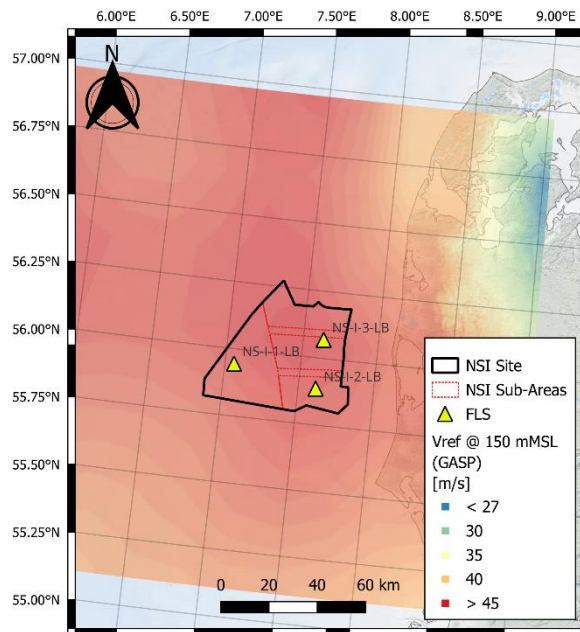 6.00°E 6.50°E 7.00°E 7.50°E 8.00°E 8.50°E 9.00°E
57.00°N
N
56.75°N
56.50°N
56.25°N
56.00°N
55.75°N
55.50°N
55.25°N
55.00°N
NS-I-3-LB
NS-I-1-LB
NS-I-2-LB
NSI Site
NSI Sub-Areas
FLS
Vref @ 150 mMSL
(GASP)
[m/s]
< 27
30
35
40
> 45
0 20 40 60 km